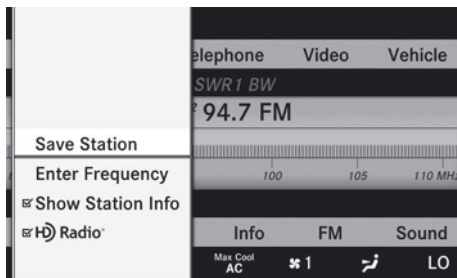 elephone Video Vehicle
SWR1 BW
94.7 FM
Save Station
100 105 110 MHz
Enter Frequency
Show Station Info
HD Radio
Info FM Sound
Max Cool
AC 1 LO